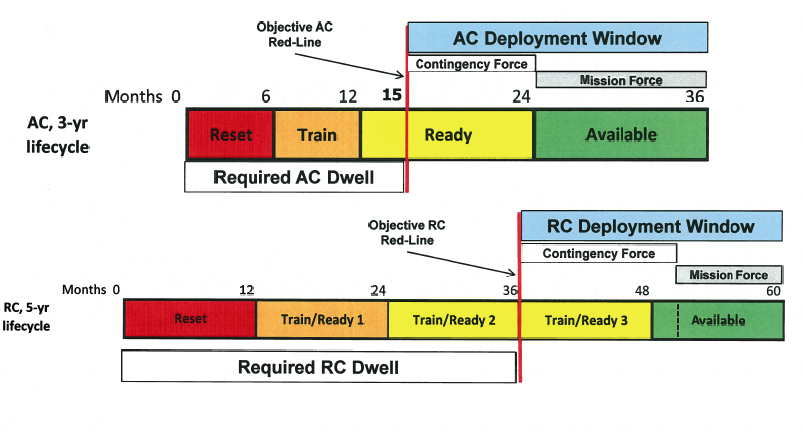 Objective AC
Red-Line
AC Deployment Window
Contingency Force
Mission Force
Months 0 6 12 15 24 36
AC, 3-yr
lifecycle
Reset Train Ready Available
Required AC Dwell
Objective RC
Red-Line
RC Deployment Window
Contingency Force
Mission Force
Months 0 12 24 36 48 60
RC, 5-yr
lifecycle
Reset Train/Ready 1 Train/Ready 2 Train/Ready 3 Available
Required RC Dwell